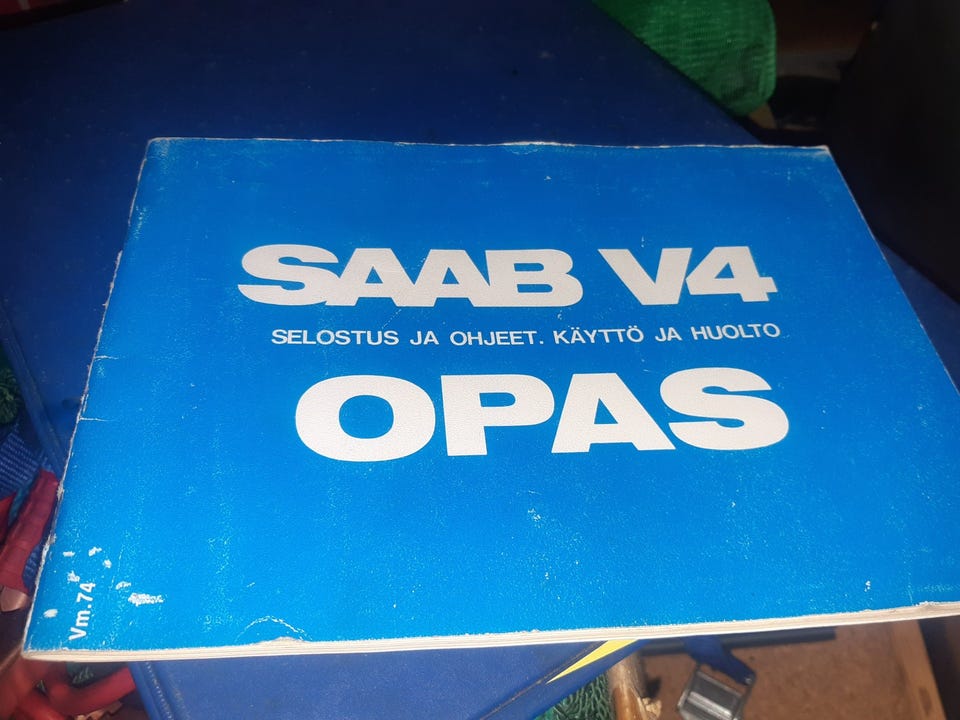 SAAB V4
SELOSTUS JA OHJEET. KÄYTTÖ JA HUOLTO
OPAS
Vm.74